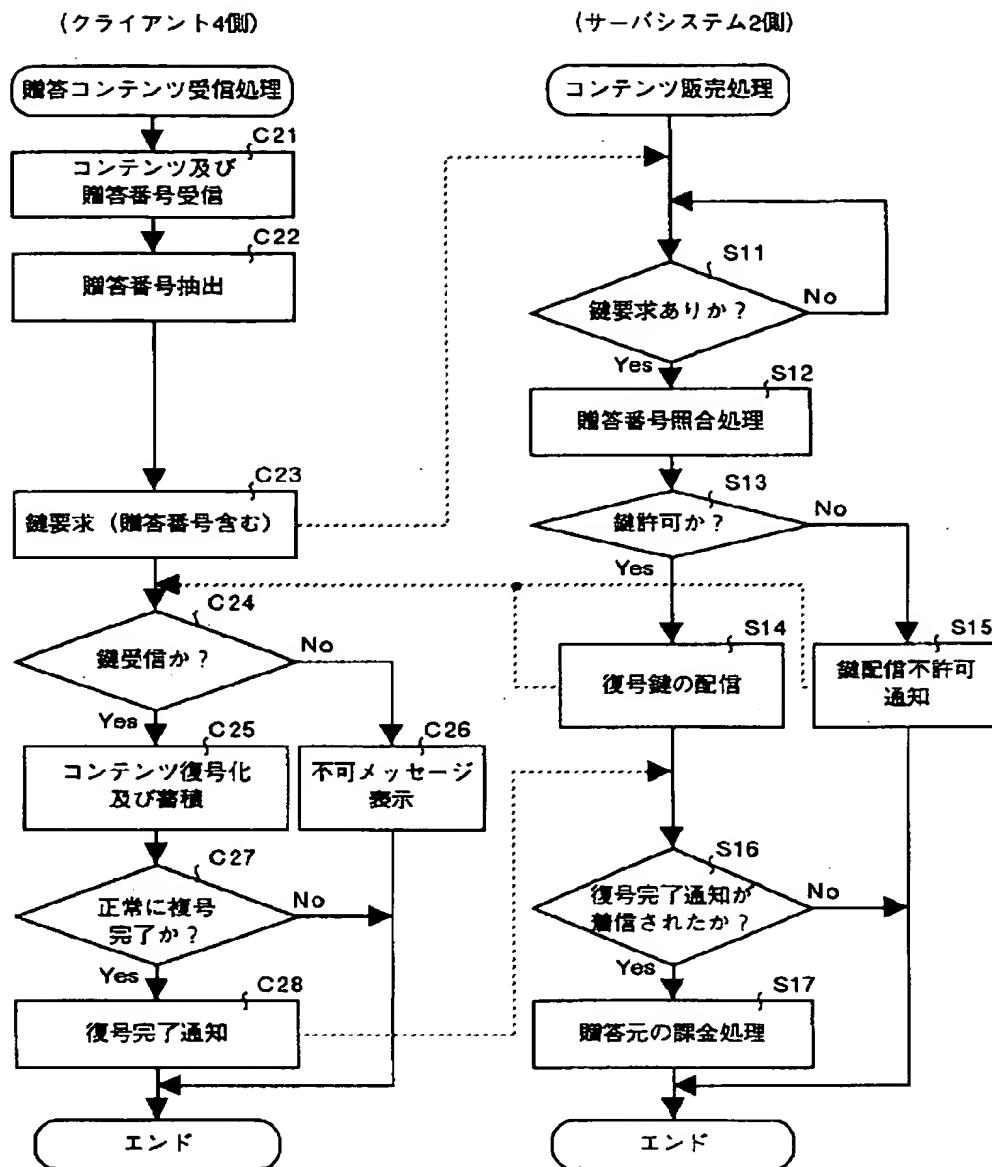 (クライアント4側)
贈答コンテンツ受信処理
C21
コンテンツ及び
贈答番号受信
C22
贈答番号抽出
C23
鍵要求(贈答番号含む)
C24
鍵受信か?
No
Yes
C25
コンテンツ復号化
及び蓄積
C26
不可メッセージ
表示
C27
正常に複号
完了か?
No
Yes
C28
復号完了通知
エンド
(サーバシステム2側)
コンテンツ販売処理
S11
鍵要求ありか?
No
Yes
S12
贈答番号照合処理
S13
鍵許可か?
No
Yes
S14
復号鍵の配信
S15
鍵配信不許可
通知
S16
復号完了通知が
着信されたか?
No
Yes
S17
贈答元の課金処理
エンド